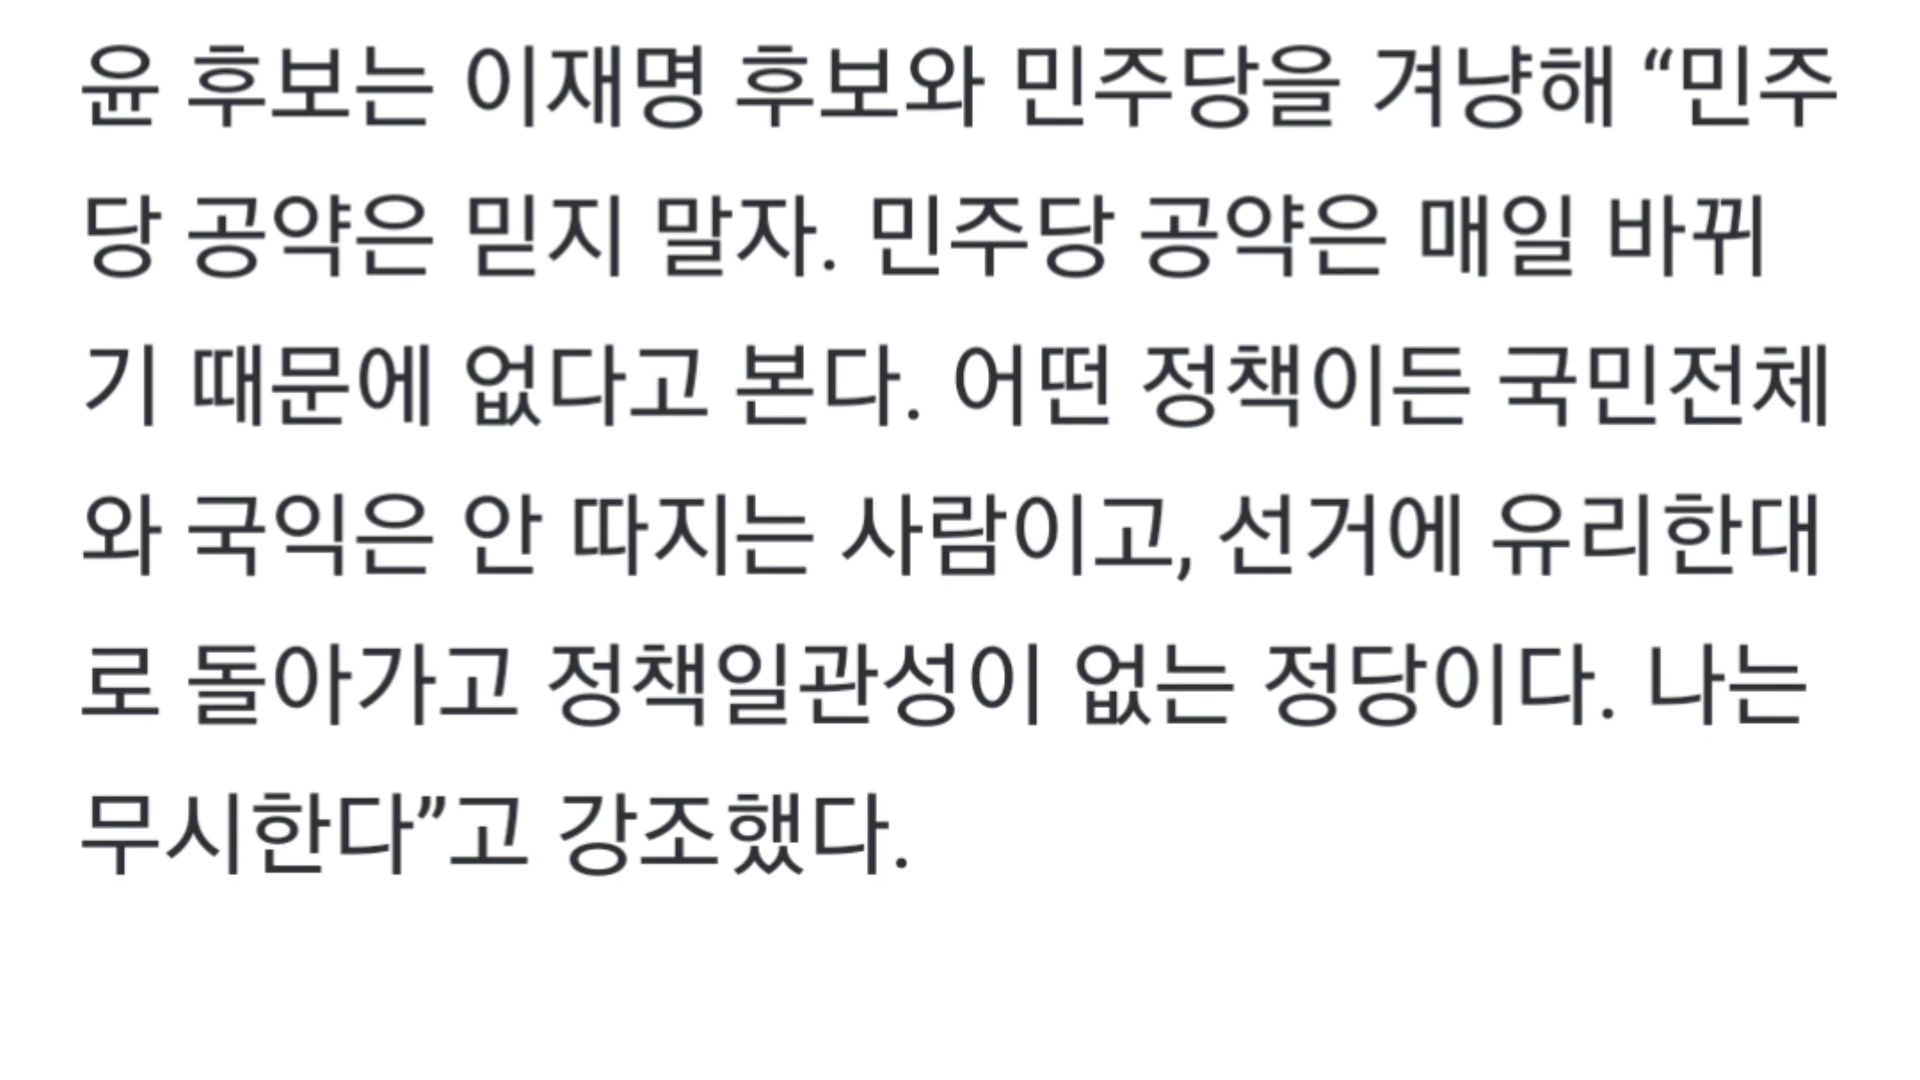 윤 후보는 이재명 후보와 민주당을 겨냥해 “민주
당 공약은 믿지 말자. 민주당 공약은 매일 바뀌
기 때문에 없다고 본다. 어떤 정책이든 국민전체
와 국익은 안 따지는 사람이고, 선거에 유리한대
로 돌아가고 정책일관성이 없는 정당이다. 나는
무시한다”고 강조했다.